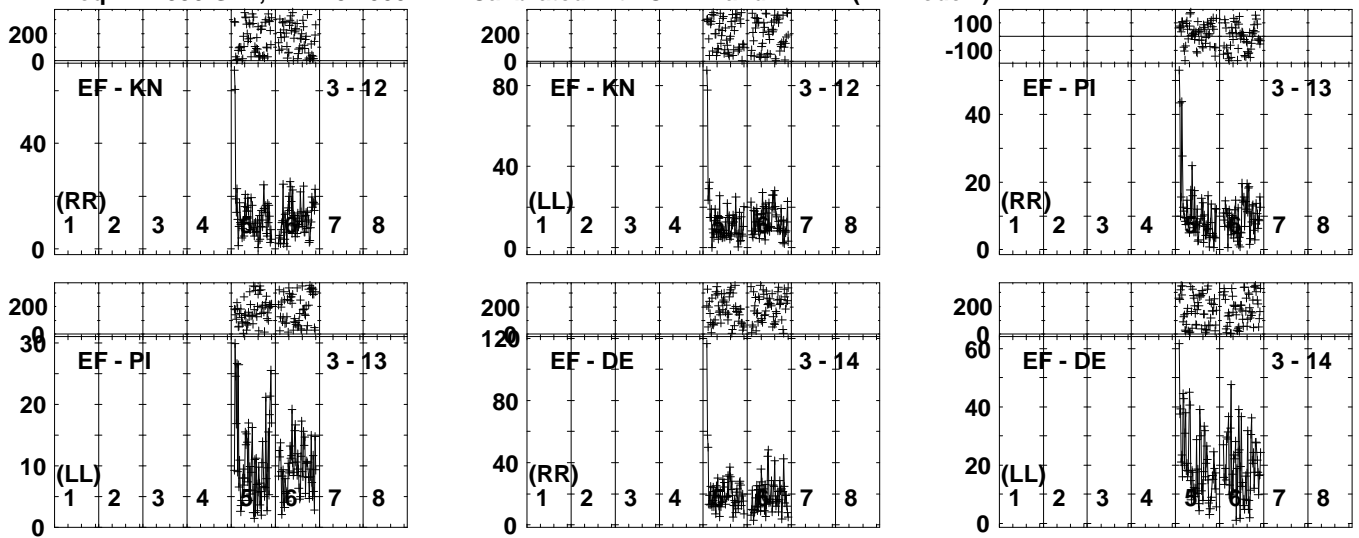 200 0 EF - KN 3 - 12 40 0 (RR) 1 2 3 4 5 6 7 8
200 0 EF - KN 3 - 12 80 40 0 (LL) 1 2 3 4 5 6 7 8
100 -100 EF - PI 3 - 13 40 20 0 (RR) 1 2 3 4 5 6 7 8
200 0 EF - PI 3 - 13 30 20 10 0 (LL) 1 2 3 4 5 6 7 8
200 0 EF - DE 3 - 14 120 80 40 0 (RR) 1 2 3 4 5 6 7 8
200 0 EF - DE 3 - 14 60 40 20 0 (LL) 1 2 3 4 5 6 7 8